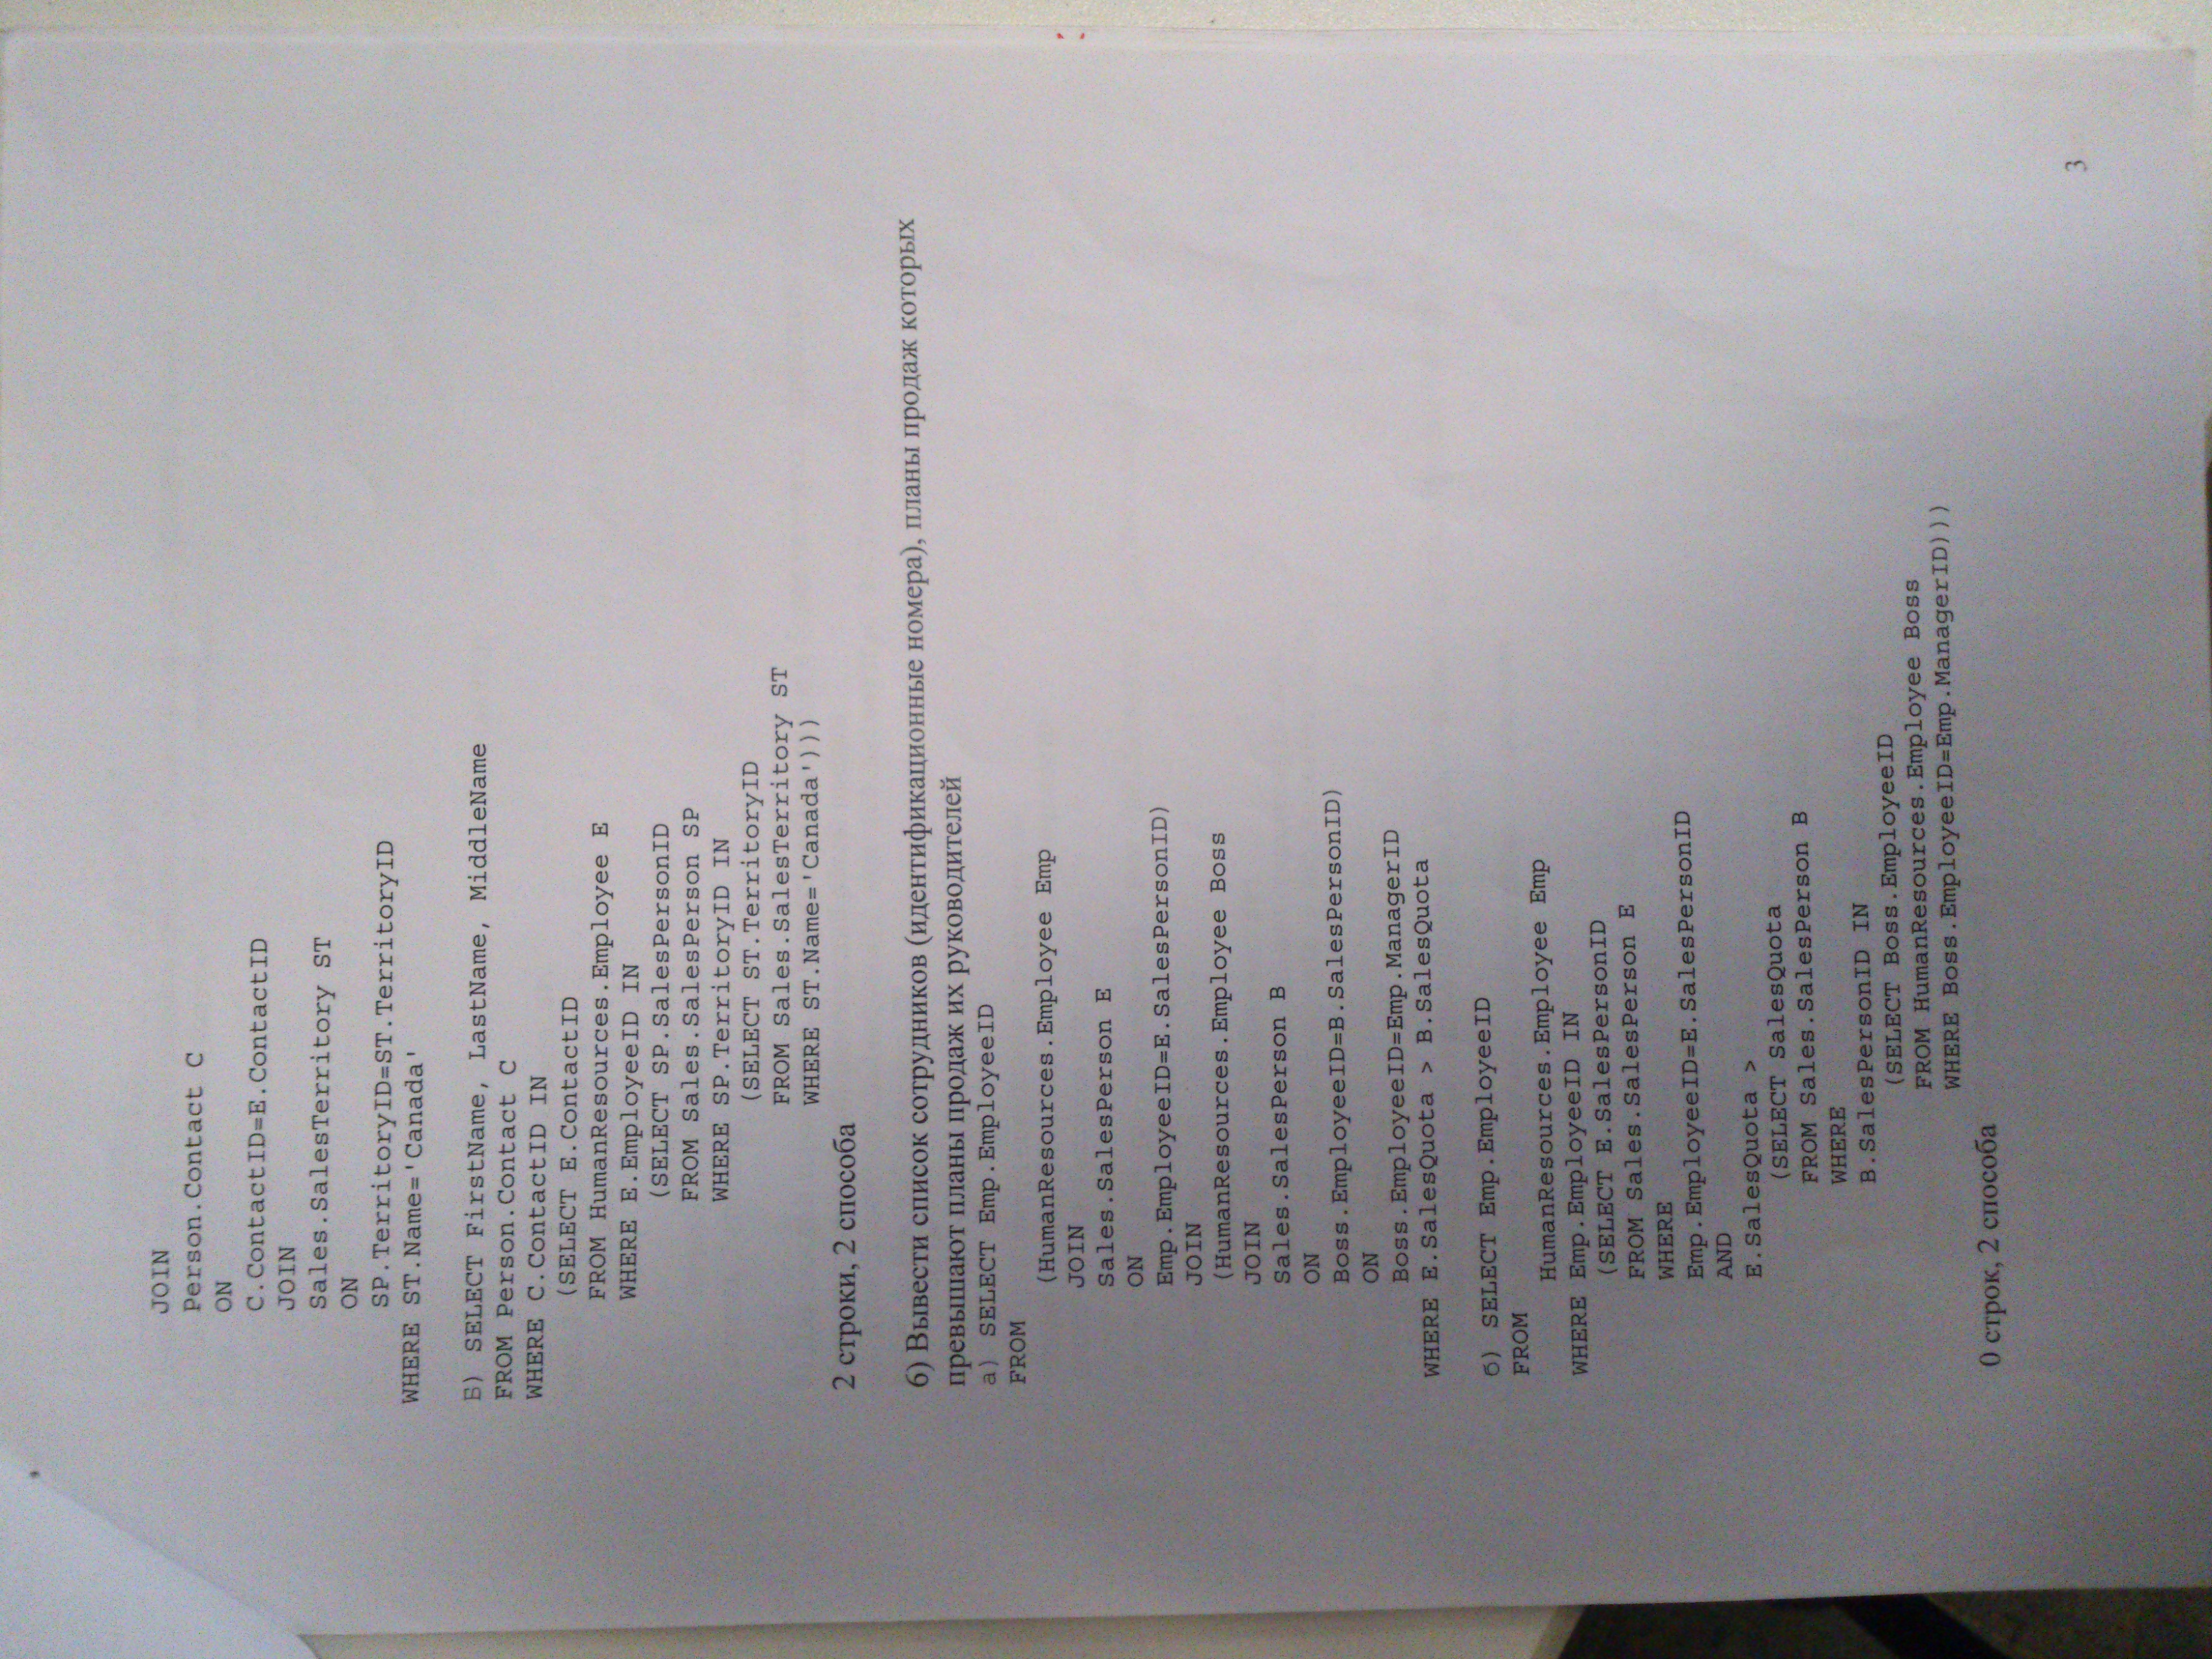 JOIN
Person.Contact C
ON
C.ContactID=E.ContactID
JOIN
Sales.SalesTerritory ST
ON
SP.TerritoryID=ST.TerritoryID
WHERE ST.Name='Canada'
Б) SELECT FirstName, LastName, MiddleName
FROM Person.Contact C
WHERE C.ContactID IN
(SELECT E.ContactID
FROM HumanResources.Employee E
WHERE E.EmployeeID IN
(SELECT SP.SalesPersonID
FROM Sales.SalesPerson SP
WHERE SP.TerritoryID IN
(SELECT ST.TerritoryID
FROM Sales.SalesTerritory ST
WHERE ST.Name='Canada')))
2 строки, 2 способа
6) Вывести список сотрудников (идентификационные номера), планы продаж которых
превышают планы продаж их руководителей
а) SELECT Emp.EmployeeID
FROM
(HumanResources.Employee Emp
JOIN
Sales.SalesPerson E
ON
Emp.EmployeeID=E.SalesPersonID)
JOIN
(HumanResources.Employee Boss
JOIN
Sales.SalesPerson B
ON
Boss.EmployeeID=B.SalesPersonID)
ON
Boss.EmployeeID=Emp.ManagerID
WHERE E.SalesQuota > B.SalesQuota
б) SELECT Emp.EmployeeID
FROM
HumanResources.Employee Emp
WHERE Emp.EmployeeID IN
(SELECT E.SalesPersonID
FROM Sales.SalesPerson E
WHERE
Emp.EmployeeID=E.SalesPersonID
AND
E.SalesQuota >
(SELECT SalesQuota
FROM Sales.SalesPerson B
WHERE
B.SalesPersonID IN
(SELECT Boss.EmployeeID
FROM HumanResources.Employee Boss
WHERE Boss.EmployeeID=Emp.ManagerID)))
0 строк, 2 способа
3